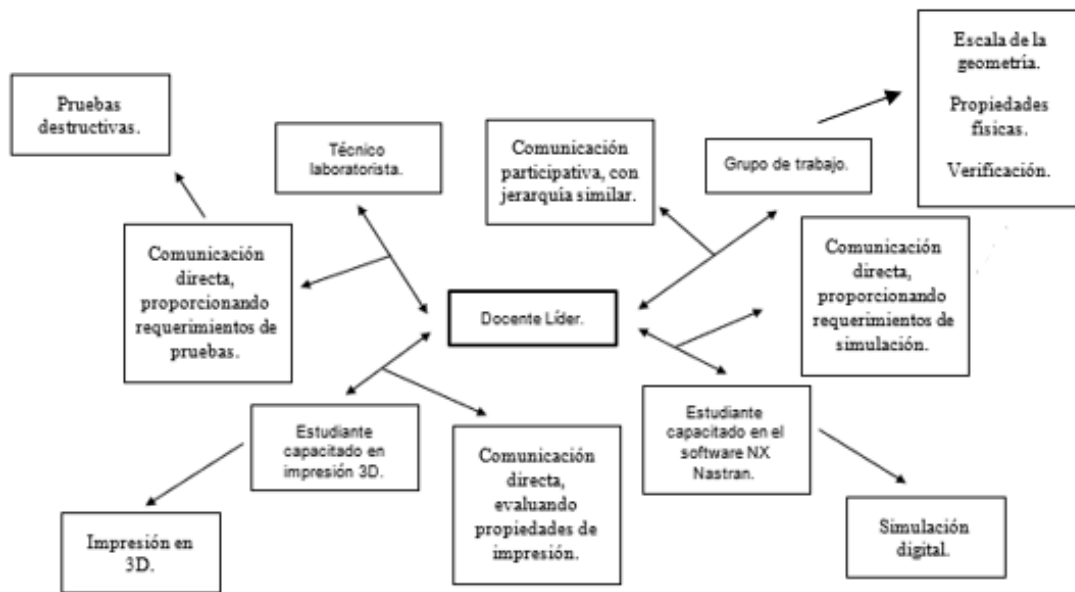 Escala de la
geometría.
Propiedades
físicas.
Verificación.
Pruebas
destructivas.
Técnico
laboratorista.
Comunicación
participativa, con
jerarquía similar.
Grupo de trabajo.
Comunicación
directa,
proporcionando
requerimientos de
pruebas.
Docente Líder.
Comunicación
directa,
proporcionando
requerimientos de
simulación.
Estudiante
capacitado en
impresión 3D.
Comunicación
directa,
evaluando
propiedades de
impresión.
Estudiante
capacitado en el
software NX
Nastran.
Impresión en
3D.
Simulación
digital.